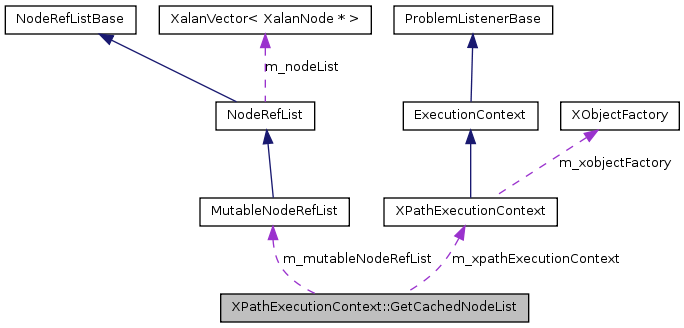 NodeRefListBase
XalanVector< XalanNode * >
ProblemListenerBase
m_nodeList
NodeRefList
ExecutionContext
XObjectFactory
m_xobjectFactory
MutableNodeRefList
XPathExecutionContext
m_mutableNodeRefList
m_xpathExecutionContext
XPathExecutionContext::GetCachedNodeList